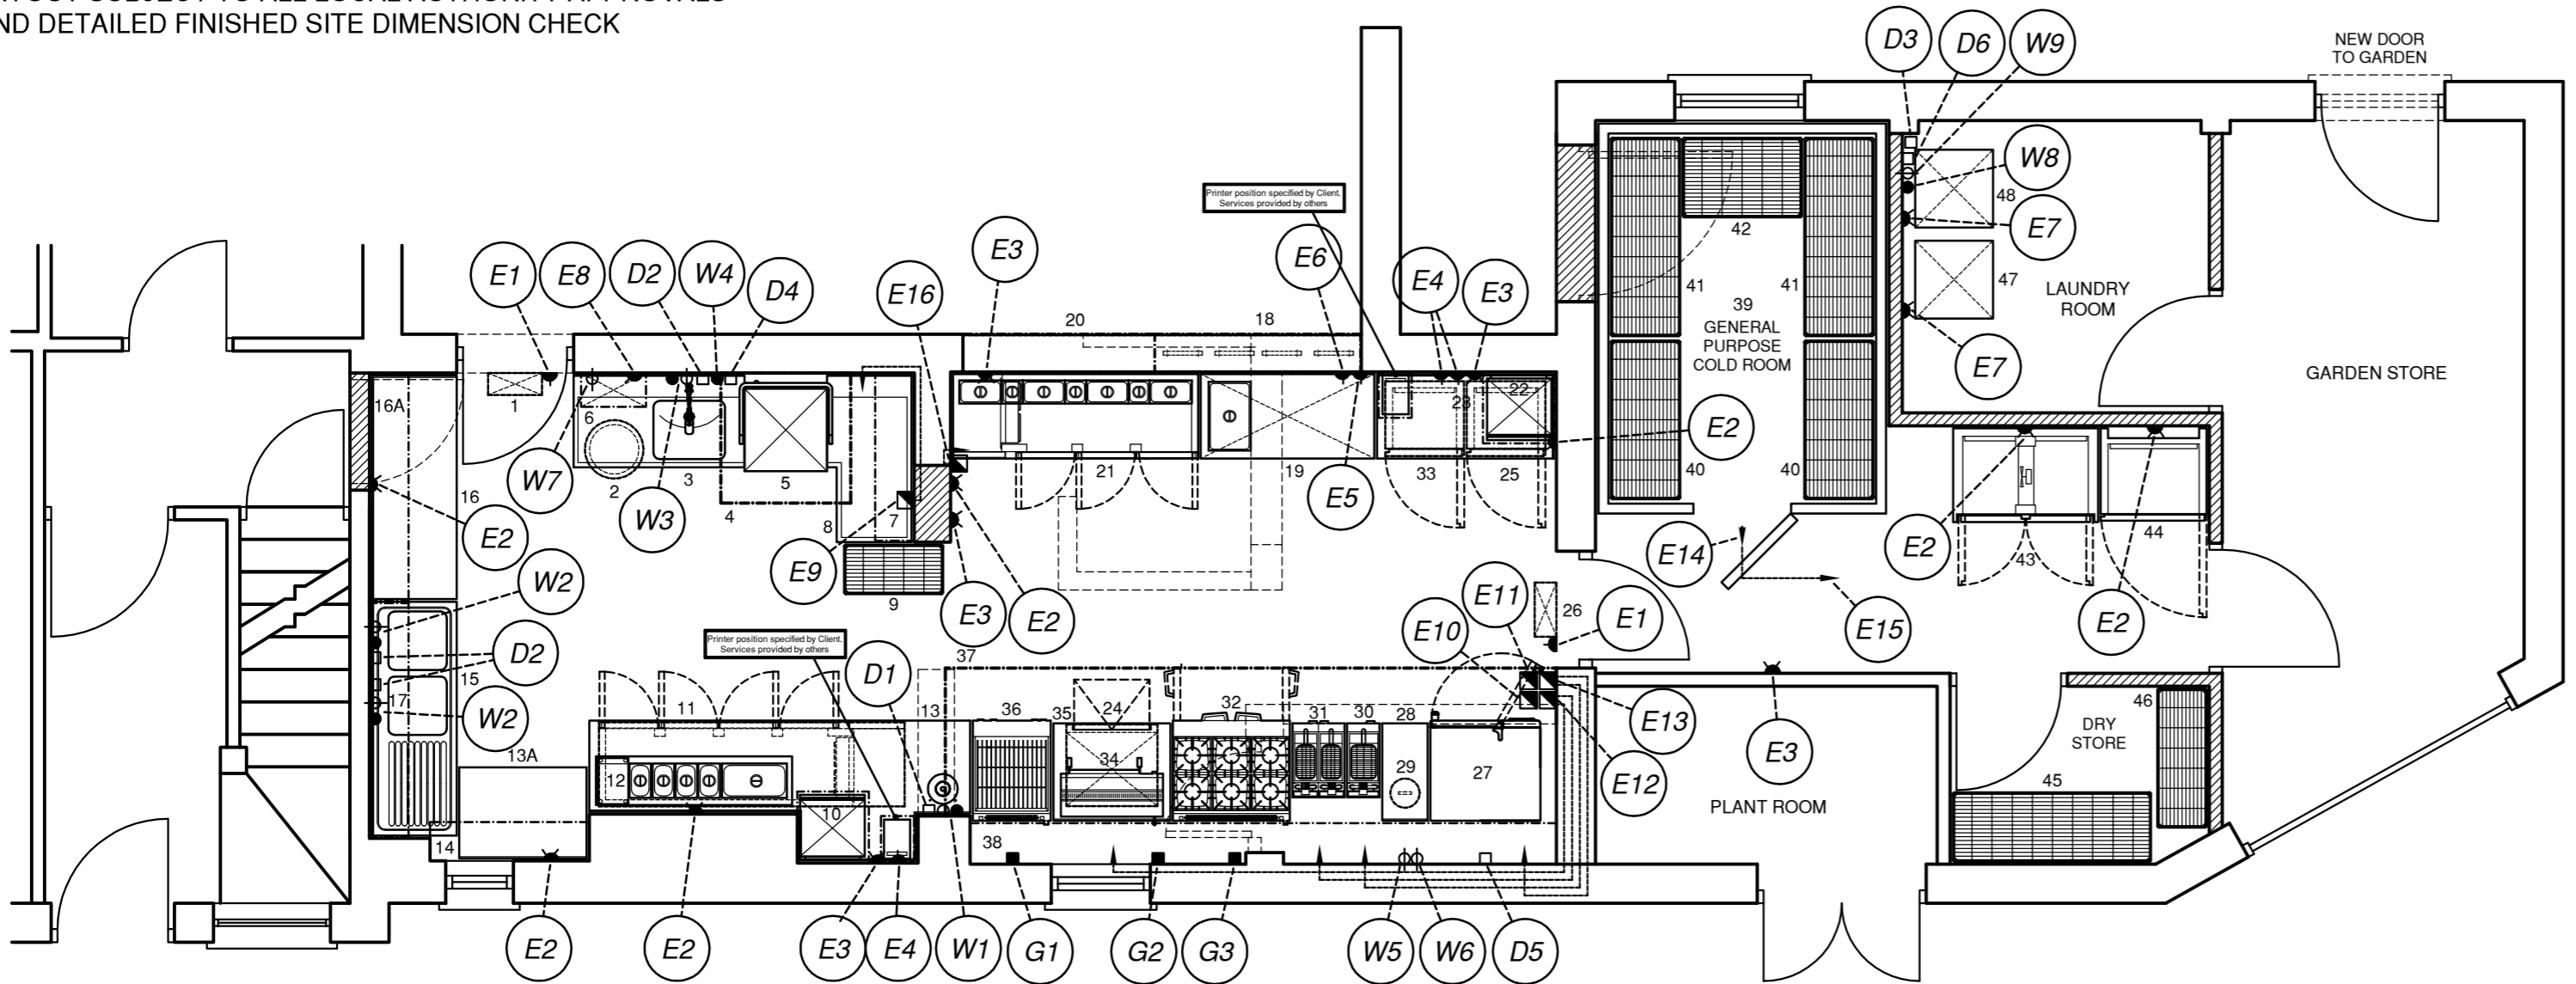 ND DETAILED FINISHED SITE DIMENSION CHECK
D3
D6
W9
NEW DOOR
TO GARDEN
W8
48
E7
47
LAUNDRY
ROOM
E7
GARDEN STORE
Printer position specified by Client.
Services provided by others
42
41
41
39
GENERAL
PURPOSE
COLD ROOM
40
40
E1
E8
D2
W4
D4
E16
E3
E6
E4
E3
20
18
16A
1
6
22
23
E2
W7
2
3
5
W3
4
8
7
21
19
E5
33
25
16
E2
E9
9
E3
E2
E14
E2
43
44
E15
E2
W2
D2
15
17
W2
E11
E10
26
E1
Printer position specified by Client.
Services provided by others
D1
37
11
13
36
35
24
32
31
30
28
E13
E12
E3
DRY
STORE
46
45
PLANT ROOM
13A
12
34
29
27
10
14
38
E2
E2
E3
E4
W1
G1
G2
G3
W5
W6
D5